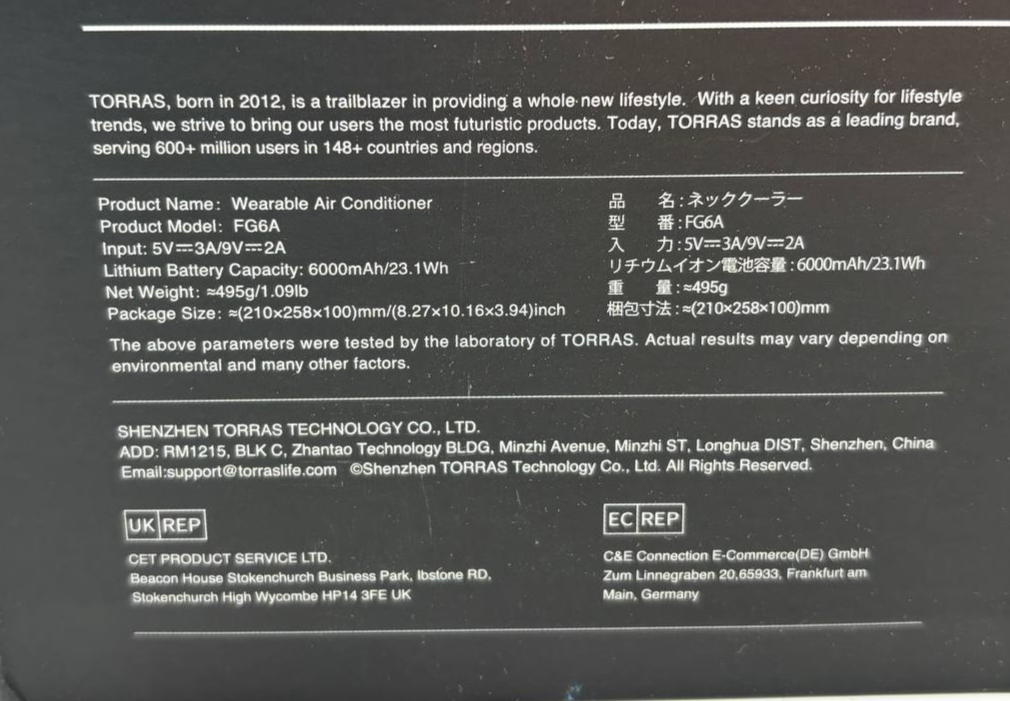 TORRAS, born in 2012, is a trailblazer in providing a whole new lifestyle. With a keen curiosity for lifestyle
trends, we strive to bring our users the most futuristic products. Today, TORRAS stands as a leading brand,
serving 600+ million users in 148+ countries and regions.
Product Name: Wearable Air Conditioner
Product Model: FG6A
Input: 5V⎓3A/9V⎓2A
Lithium Battery Capacity: 6000mAh/23.1Wh
Net Weight: ≈495g/1.09lb
Package Size: ≈(210×258×100)mm/(8.27×10.16×3.94)inch
品 名:ネッククーラー
型 番:FG6A
入 力:5V⎓3A/9V⎓2A
リチウムイオン電池容量:6000mAh/23.1Wh
重 量:≈495g
梱包寸法:≈(210×258×100)mm
The above parameters were tested by the laboratory of TORRAS. Actual results may vary depending on
environmental and many other factors.
SHENZHEN TORRAS TECHNOLOGY CO., LTD.
ADD: RM1215, BLK C, Zhantao Technology BLDG, Minzhi Avenue, Minzhi ST, Longhua DIST, Shenzhen, China
Email:support@torraslife.com ©Shenzhen TORRAS Technology Co., Ltd. All Rights Reserved.
UK REP
CET PRODUCT SERVICE LTD.
Beacon House Stokenchurch Business Park, Ibstone RD,
Stokenchurch High Wycombe HP14 3FE UK
EC REP
C&E Connection E-Commerce(DE) GmbH
Zum Linnegraben 20,65933, Frankfurt am
Main, Germany